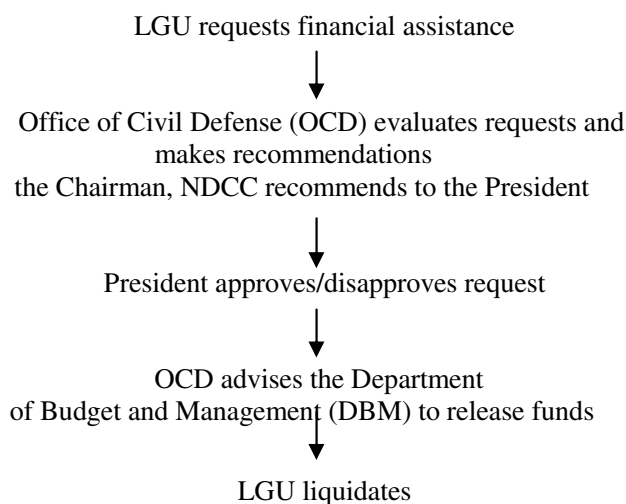 LGU requests financial assistance
Office of Civil Defense (OCD) evaluates requests and
makes recommendations
the Chairman, NDCC recommends to the President
President approves/disapproves request
OCD advises the Department
of Budget and Management (DBM) to release funds
LGU liquidates